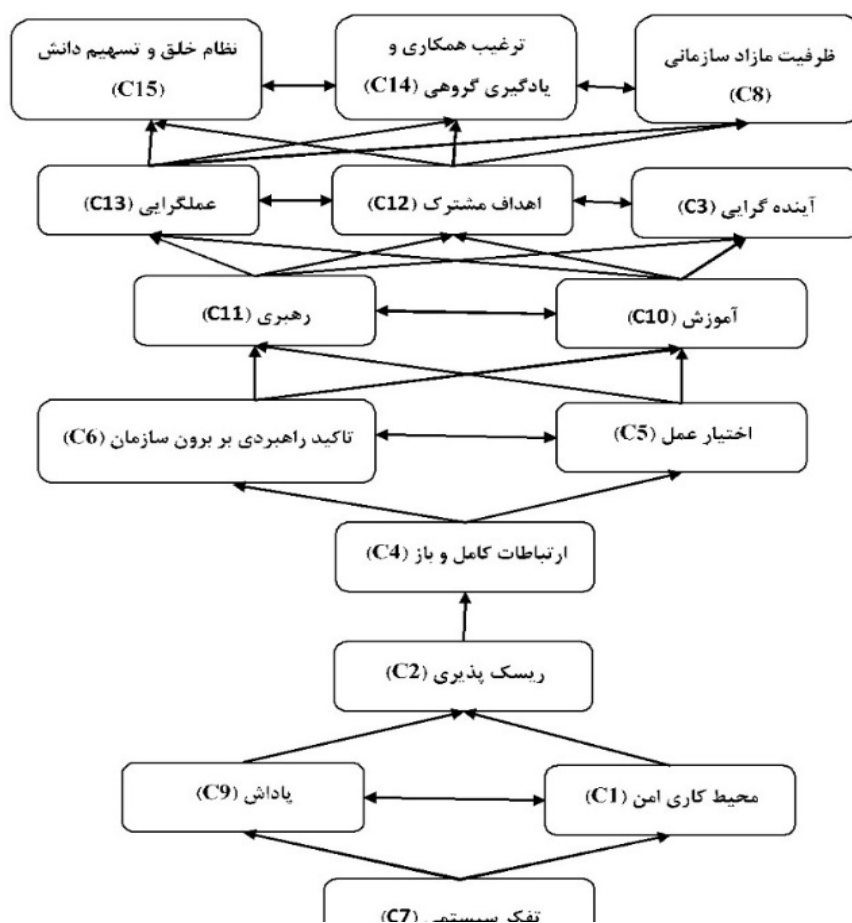 ظرفیت مازاد سازمانی
(C8)
ترغیب همکاری و
یادگیری گروهی (C14)
نظام خلق و تسهیم دانش
(C15)
آینده گرایی (C3)
اهداف مشترک (C12)
عملگرایی (C13)
آموزش (C10)
رهبری (C11)
اختیار عمل (C5)
تاکید راهبردی بر برون سازمان (C6)
ارتباطات کامل و باز (C4)
ریسک پذیری (C2)
محیط کاری امن (C1)
پاداش (C9)
تفکر سیستمی (C7)